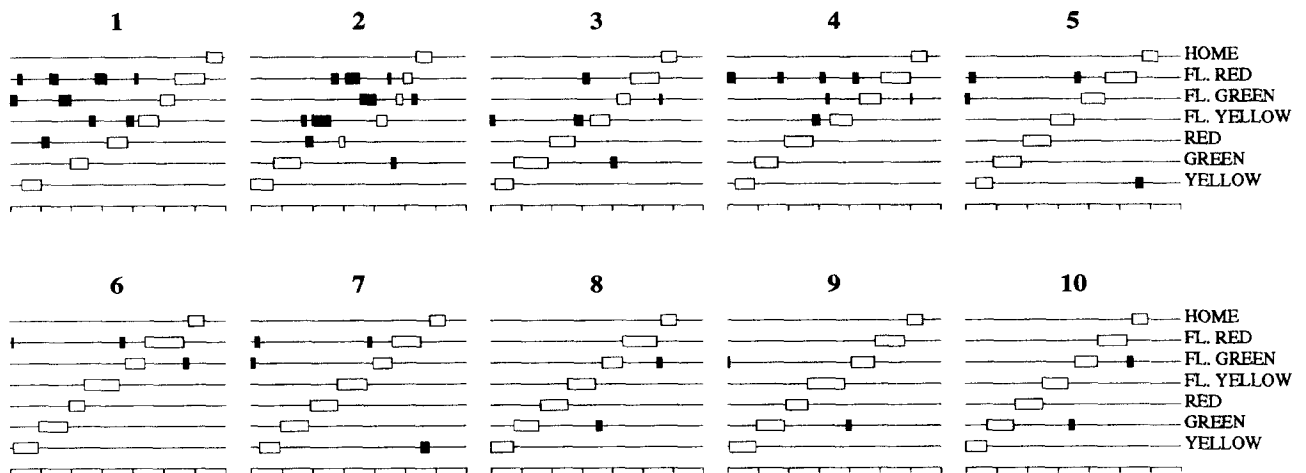 1 2 3 4 5
HOME
FL. RED
FL. GREEN
FL. YELLOW
RED
GREEN
YELLOW
6 7 8 9 10
HOME
FL. RED
FL. GREEN
FL. YELLOW
RED
GREEN
YELLOW